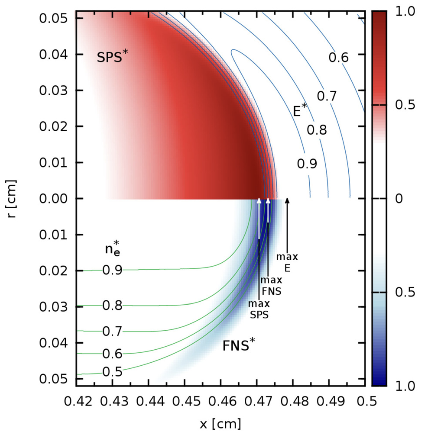 0.05
0.04
0.03
0.02
0.01
0.00
0.01
0.02
0.03
0.04
0.05
r [cm]
SPS*
E*
0.6
0.7
0.8
0.9
n*e
0.9
0.8
0.7
0.6
0.5
max
E
max
FNS
max
SPS
FNS*
0.42 0.43 0.44 0.45 0.46 0.47 0.48 0.49 0.5
x [cm]
1.0
0.5
0
0.5
1.0